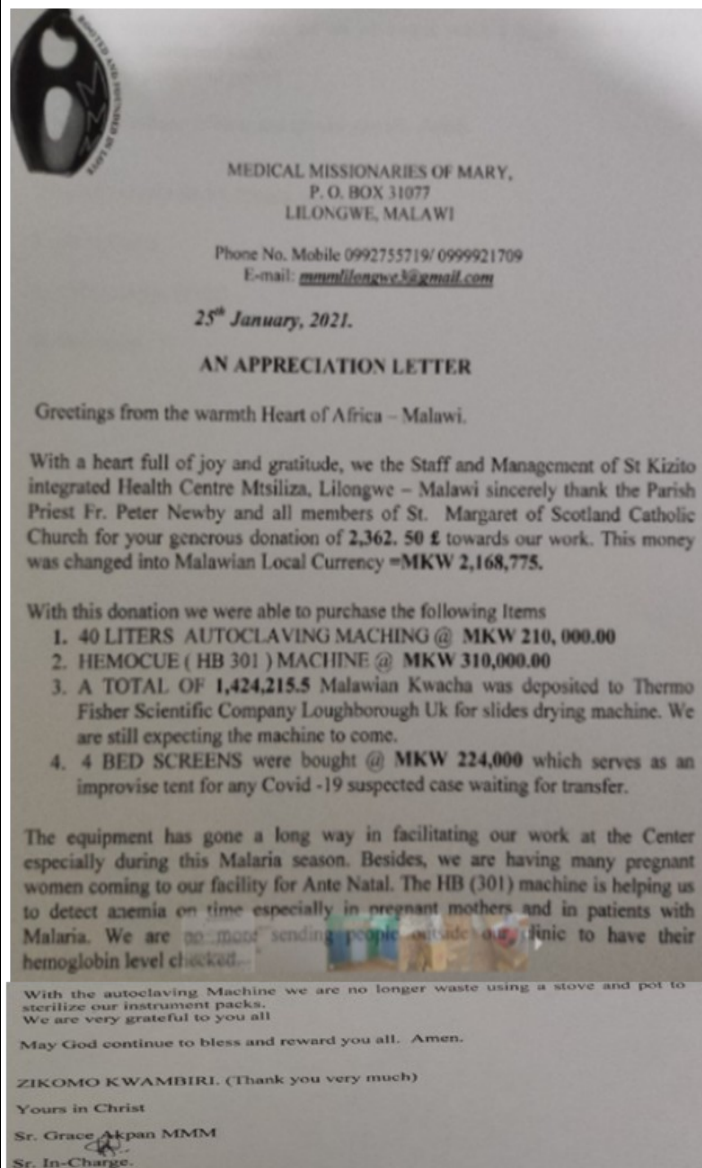 ROOTED AND FOUNDED IN LOVE
MEDICAL MISSIONARIES OF MARY,
P. O. BOX 31077
LILONGWE, MALAWI
Phone No. Mobile 0992755719/ 0999921709
E-mail: mmmlilongwe3@gmail.com
25th January, 2021.
AN APPRECIATION LETTER
Greetings from the warmth Heart of Africa – Malawi.
With a heart full of joy and gratitude, we the Staff and Management of St Kizito
integrated Health Centre Mtsiliza, Lilongwe – Malawi sincerely thank the Parish
Priest Fr. Peter Newby and all members of St. Margaret of Scotland Catholic
Church for your generous donation of 2,362. 50 £ towards our work. This money
was changed into Malawian Local Currency =MKW 2,168,775.
With this donation we were able to purchase the following Items
1. 40 LITERS AUTOCLAVING MACHING @ MKW 210, 000.00
2. HEMOCUE ( HB 301 ) MACHINE @ MKW 310,000.00
3. A TOTAL OF 1,424,215.5 Malawian Kwacha was deposited to Thermo
Fisher Scientific Company Loughborough Uk for slides drying machine. We
are still expecting the machine to come.
4. 4 BED SCREENS were bought @ MKW 224,000 which serves as an
improvise tent for any Covid -19 suspected case waiting for transfer.
The equipment has gone a long way in facilitating our work at the Center
especially during this Malaria season. Besides, we are having many pregnant
women coming to our facility for Ante Natal. The HB (301) machine is helping us
to detect anemia on time especially in pregnant mothers and in patients with
Malaria. We are no more sending people outside our clinic to have their
hemoglobin level checked.
With the autoclaving Machine we are no longer waste using a stove and pot to
sterilize our instrument packs.
We are very grateful to you all
May God continue to bless and reward you all. Amen.
ZIKOMO KWAMBIRI. (Thank you very much)
Yours in Christ
Sr. Grace Akpan MMM
Sr. In-Charge.